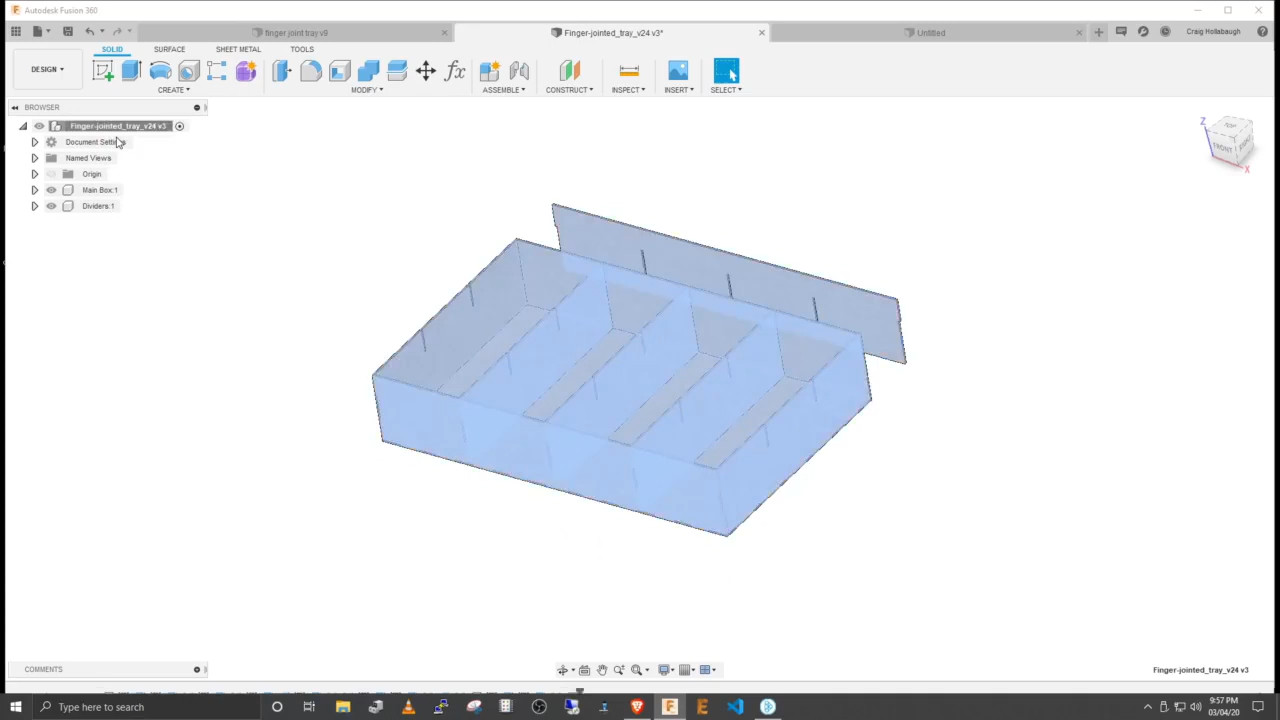 Autodesk Fusion 360
finger joint tray v9
Finger-jointed_tray_v24 v3*
Untitled
Craig Hollabaugh
DESIGN
SOLID
SURFACE
SHEET METAL
TOOLS
CREATE
MODIFY
ASSEMBLE
CONSTRUCT
INSPECT
INSERT
SELECT
BROWSER
Finger-jointed_tray_v24 v3
Document Settings
Named Views
Origin
Main Box:1
Dividers:1
Z
TOP
FRONT
X
COMMENTS
Finger-jointed_tray_v24 v3
Type here to search
9:57 PM
03/04/20